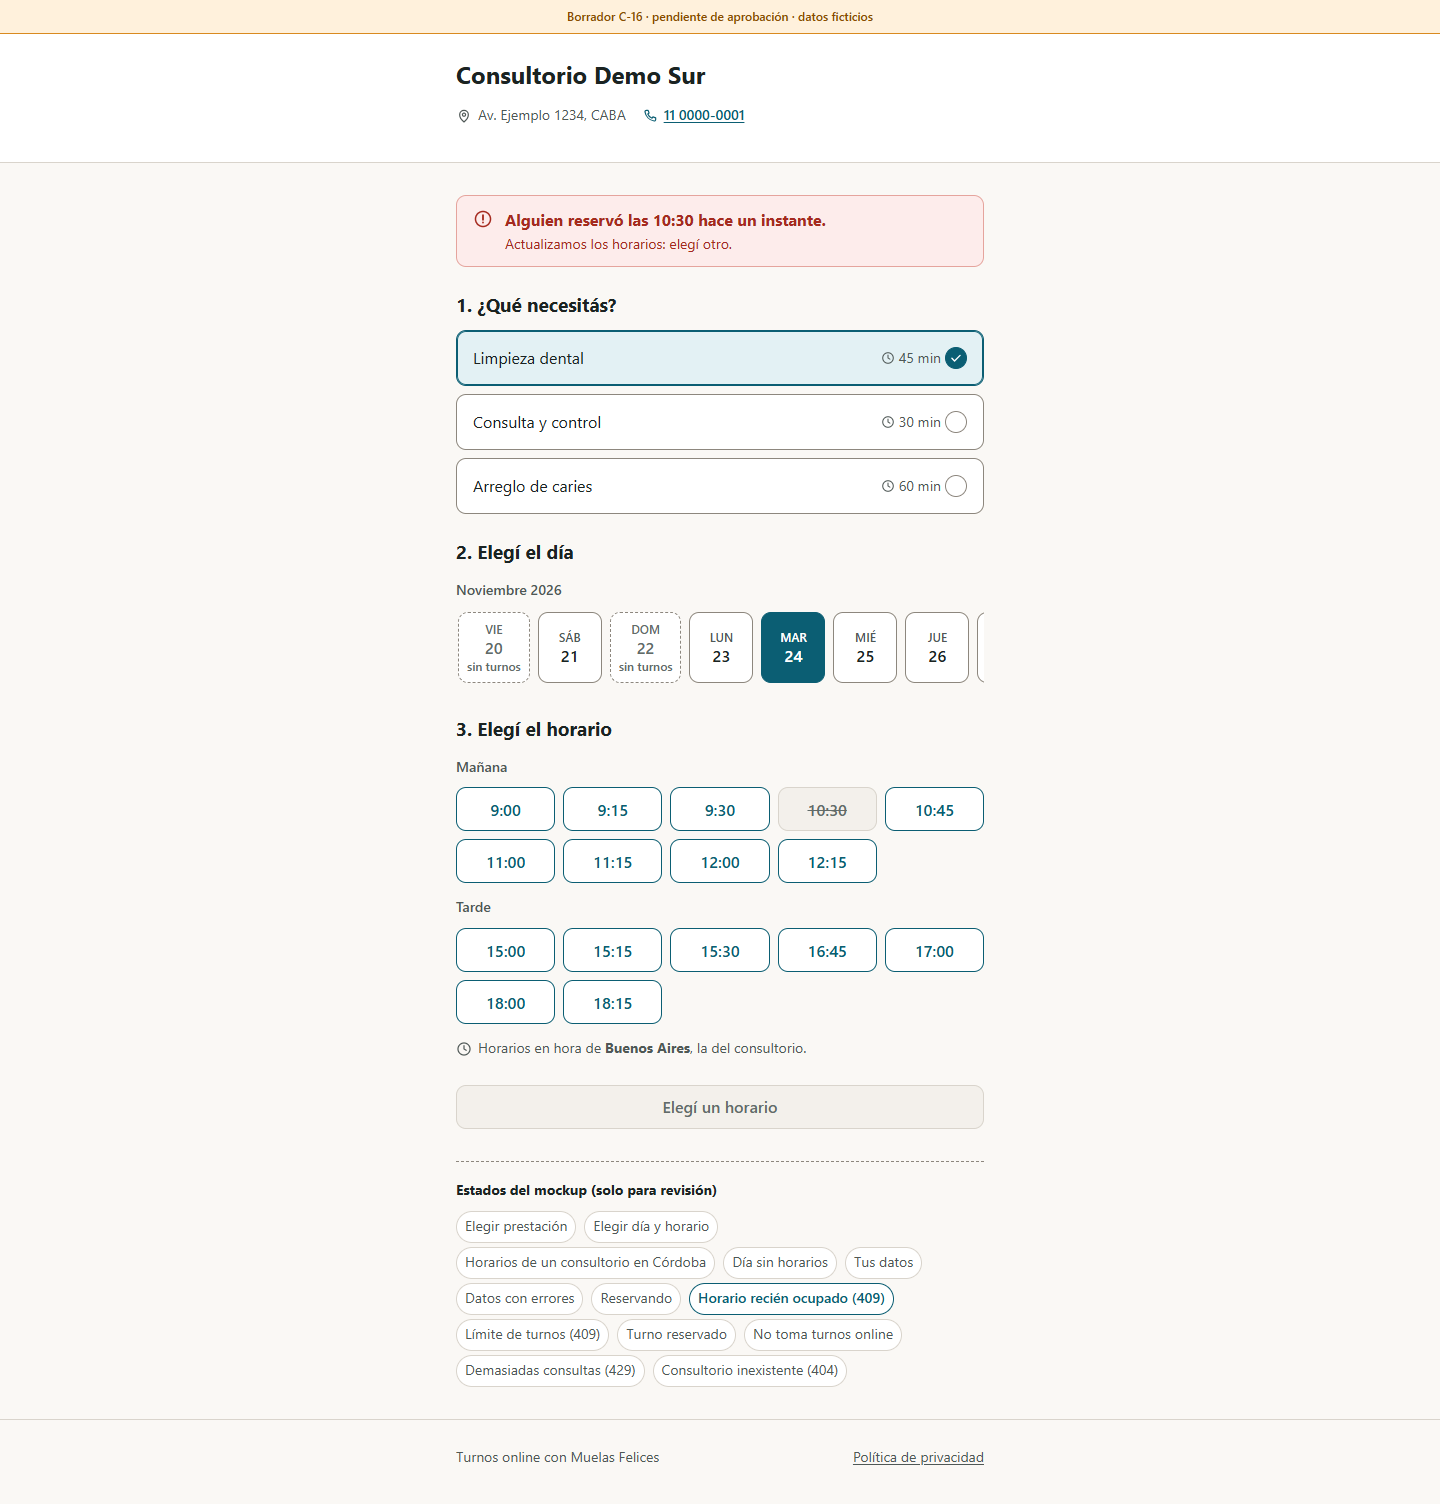 Borrador C-16 · pendiente de aprobación · datos ficticios
Consultorio Demo Sur
Av. Ejemplo 1234, CABA 11 0000-0001
Alguien reservó las 10:30 hace un instante.
Actualizamos los horarios: elegí otro.
1. ¿Qué necesitás?
Limpieza dental 45 min
Consulta y control 30 min
Arreglo de caries 60 min
2. Elegí el día
Noviembre 2026
VIE 20 sin turnos
SÁB 21
DOM 22 sin turnos
LUN 23
MAR 24
MIÉ 25
JUE 26
3. Elegí el horario
Mañana
9:00 9:15 9:30 10:30 10:45
11:00 11:15 12:00 12:15
Tarde
15:00 15:15 15:30 16:45 17:00
18:00 18:15
Horarios en hora de Buenos Aires, la del consultorio.
Elegí un horario
Estados del mockup (solo para revisión)
Elegir prestación Elegir día y horario
Horarios de un consultorio en Córdoba Día sin horarios Tus datos
Datos con errores Reservando Horario recién ocupado (409)
Límite de turnos (409) Turno reservado No toma turnos online
Demasiadas consultas (429) Consultorio inexistente (404)
Turnos online con Muelas Felices Política de privacidad